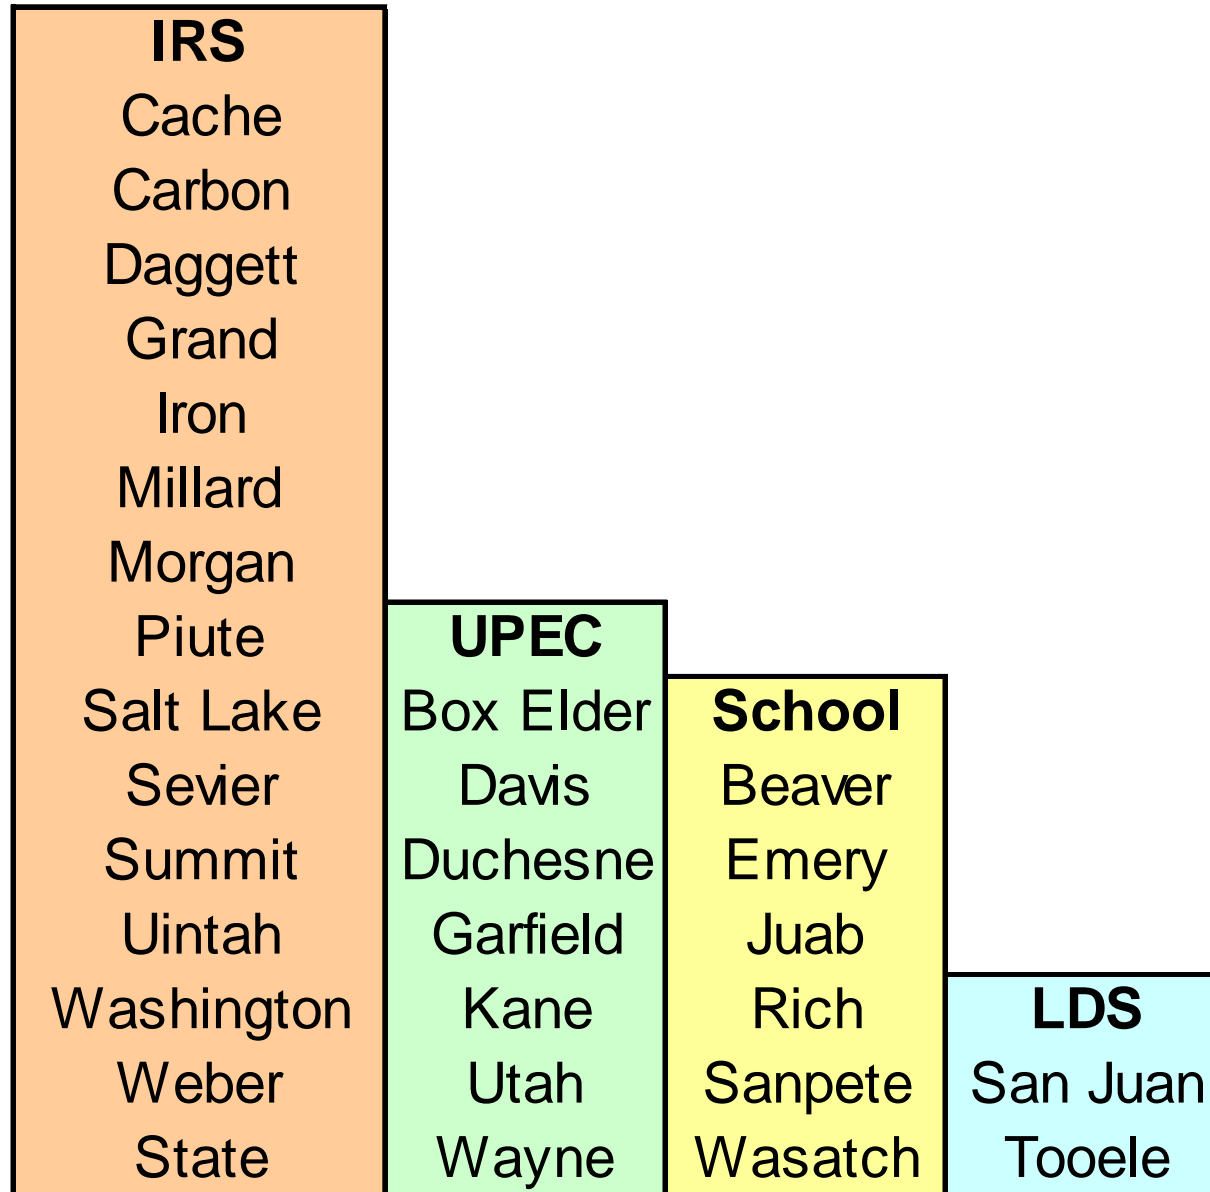 IRS
Cache
Carbon
Daggett
Grand
Iron
Millard
Morgan
Piute
Salt Lake
Sevier
Summit
Uintah
Washington
Weber
State
UPEC
Box Elder
Davis
Duchesne
Garfield
Kane
Utah
Wayne
School
Beaver
Emery
Juab
Rich
Sanpete
Wasatch
LDS
San Juan
Tooele